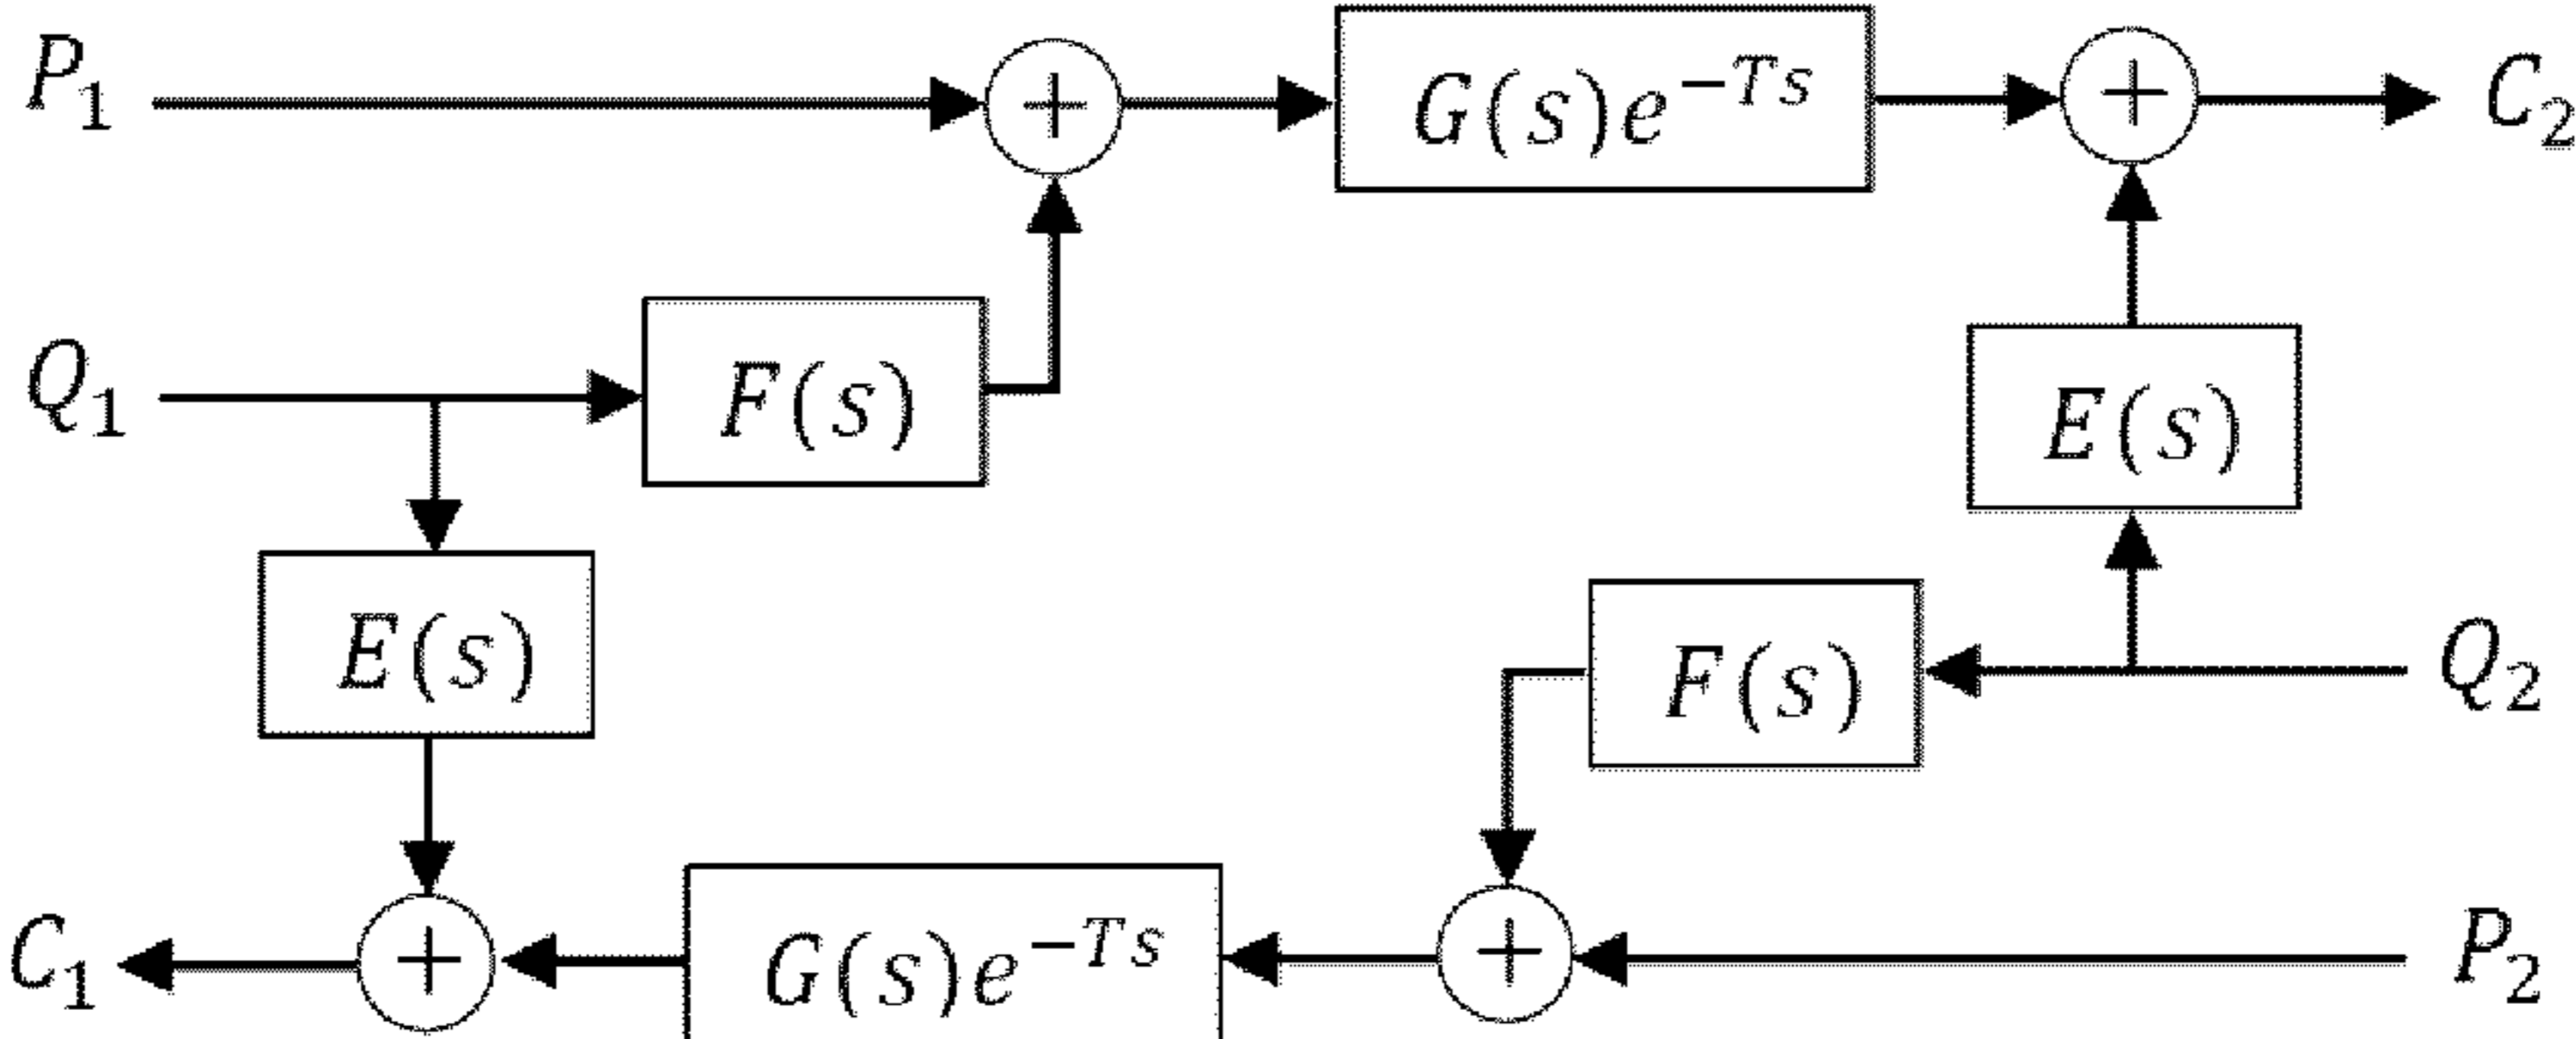 P₁
+
G(s)e^{-Ts}
+
C₂
Q₁
F(s)
E(s)
E(s)
F(s)
Q₂
C₁
+
G(s)e^{-Ts}
+
P₂